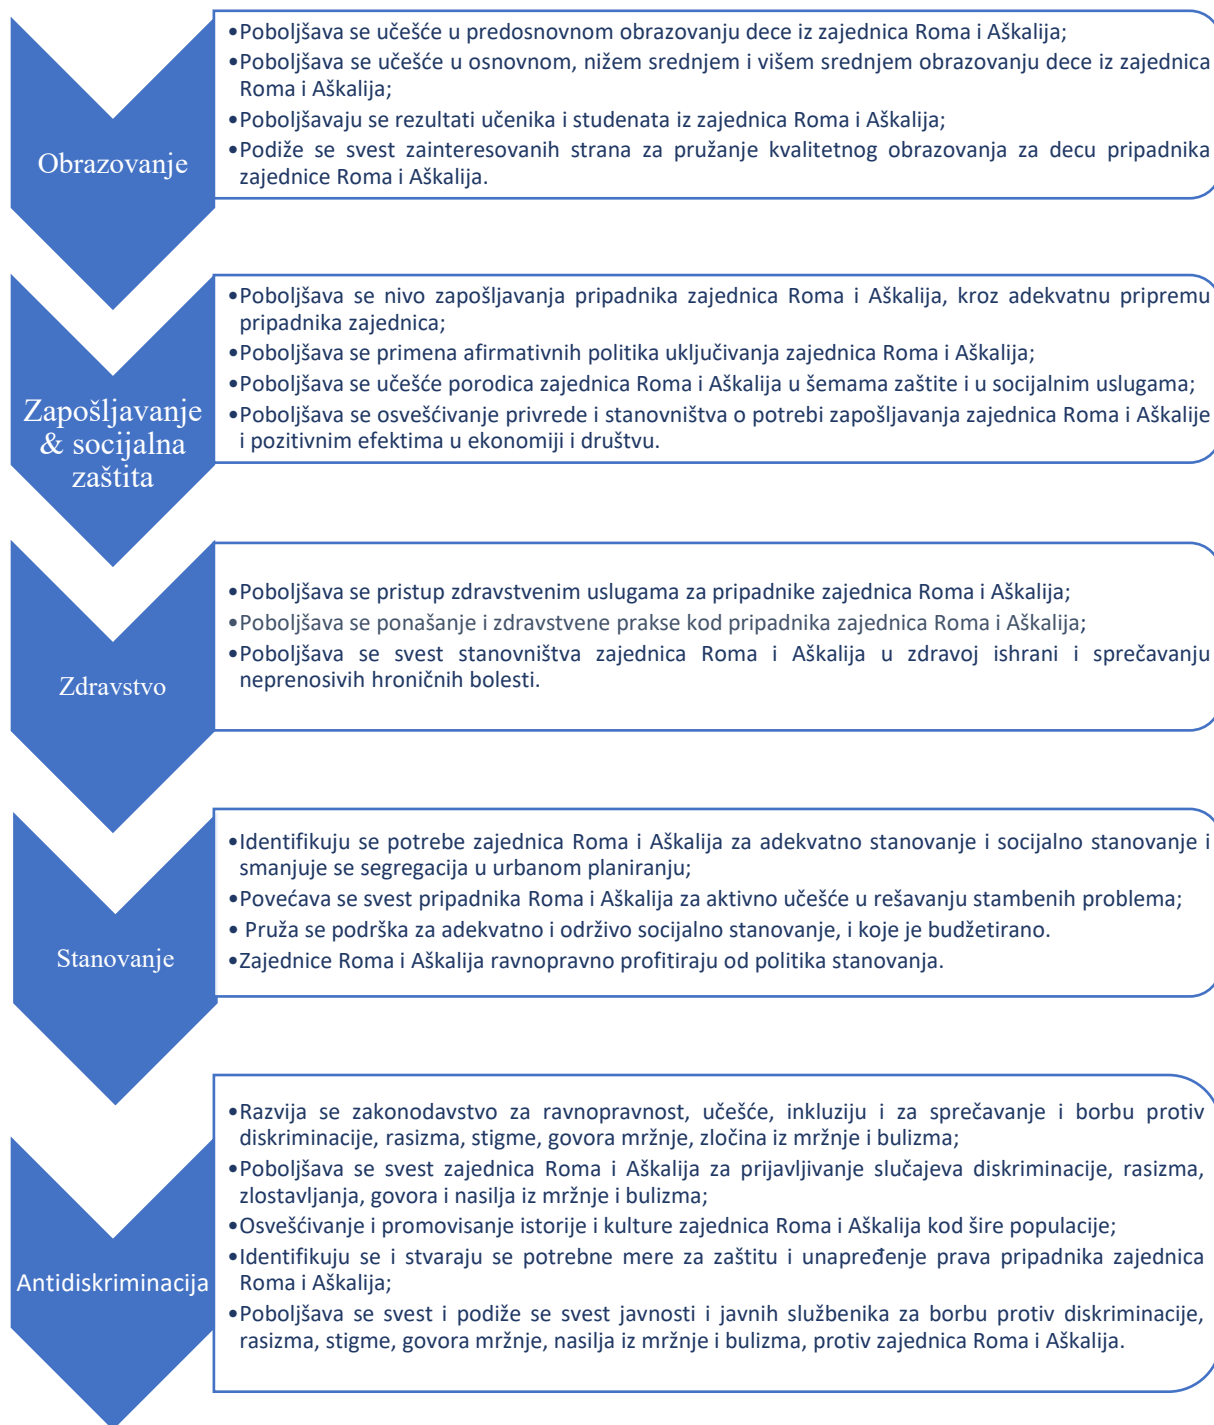 •Poboljšava se učešće u predosnovnom obrazovanju dece iz zajednica Roma i Aškalija;
•Poboljšava se učešće u osnovnom, nižem srednjem i višem srednjem obrazovanju dece iz zajednica
Roma i Aškalija;
•Poboljšavaju se rezultati učenika i studenata iz zajednica Roma i Aškalija;
•Podiže se svest zainteresovanih strana za pružanje kvalitetnog obrazovanja za decu pripadnika
zajednice Roma i Aškalija.
Obrazovanje
•Poboljšava se nivo zapošljavanja pripadnika zajednica Roma i Aškalija, kroz adekvatnu pripremu
pripadnika zajednica;
•Poboljšava se primena afirmativnih politika uključivanja zajednica Roma i Aškalija;
•Poboljšava se učešće porodica zajednica Roma i Aškalija u šemama zaštite i u socijalnim uslugama;
•Poboljšava se osvešćivanje privrede i stanovništva o potrebi zapošljavanja zajednica Roma i Aškalije
i pozitivnim efektima u ekonomiji i društvu.
Zapošljavanje
& socijalna
zaštita
•Poboljšava se pristup zdravstvenim uslugama za pripadnike zajednica Roma i Aškalija;
•Poboljšava se ponašanje i zdravstvene prakse kod pripadnika zajednica Roma i Aškalija;
•Poboljšava se svest stanovništva zajednica Roma i Aškalija u zdravoj ishrani i sprečavanju
neprenosivih hroničnih bolesti.
Zdravstvo
•Identifikuju se potrebe zajednica Roma i Aškalija za adekvatno stanovanje i socijalno stanovanje i
smanjuje se segregacija u urbanom planiranju;
•Povećava se svest pripadnika Roma i Aškalija za aktivno učešće u rešavanju stambenih problema;
• Pruža se podrška za adekvatno i održivo socijalno stanovanje, i koje je budžetirano.
•Zajednice Roma i Aškalija ravnopravno profitiraju od politika stanovanja.
Stanovanje
•Razvija se zakonodavstvo za ravnopravnost, učešće, inkluziju i za sprečavanje i borbu protiv
diskriminacije, rasizma, stigme, govora mržnje, zločina iz mržnje i bulizma;
•Poboljšava se svest zajednica Roma i Aškalija za prijavljivanje slučajeva diskriminacije, rasizma,
zlostavljanja, govora i nasilja iz mržnje i bulizma;
•Osvešćivanje i promovisanje istorije i kulture zajednica Roma i Aškalija kod šire populacije;
•Identifikuju se i stvaraju se potrebne mere za zaštitu i unapređenje prava pripadnika zajednica
Roma i Aškalija;
•Poboljšava se svest i podiže se svest javnosti i javnih službenika za borbu protiv diskriminacije,
rasizma, stigme, govora mržnje, nasilja iz mržnje i bulizma, protiv zajednica Roma i Aškalija.
Antidiskriminacija